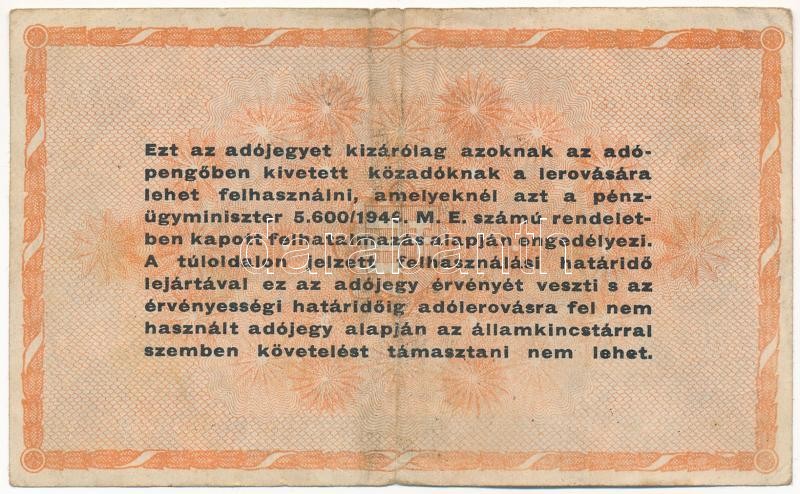 Ezt az adójegyet kizárólag azoknak az adó-
pengőben kivetett közadóknak a lerovására
lehet felhasználni, amelyeknél azt a pénz-
ügyminiszter 5.600/1946. M. E. számú rendelet-
ben kapott felhatalmazás alapján engedélyezi.
A túloldalon jelzett felhasználási határidő
lejártával ez az adójegy érvényét veszti s az
érvényességi határidőig adólerovásra fel nem
használt adójegy alapján az államkincstárral
szemben követelést támasztani nem lehet.
darabanth